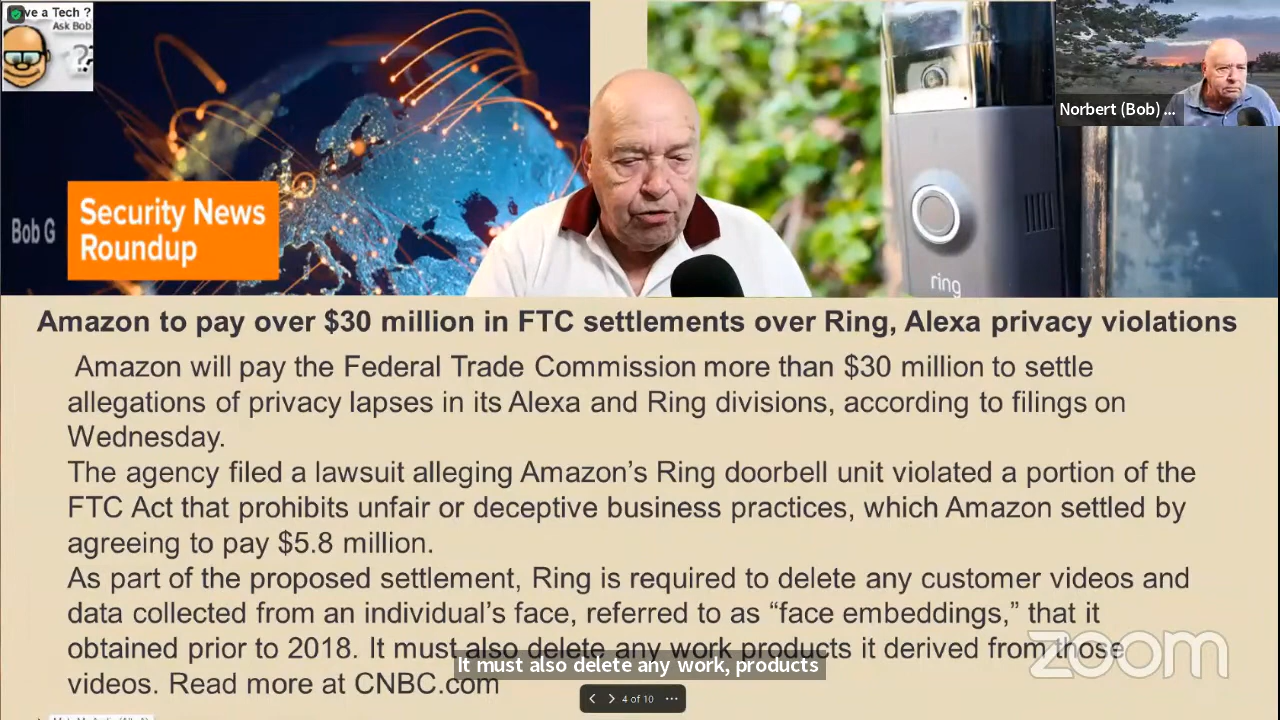 ve a Tech ?
Ask Bob
??
Norbert (Bob) ...
Bob G
Security News
Roundup
ring
Amazon to pay over $30 million in FTC settlements over Ring, Alexa privacy violations
Amazon will pay the Federal Trade Commission more than $30 million to settle
allegations of privacy lapses in its Alexa and Ring divisions, according to filings on
Wednesday.
The agency filed a lawsuit alleging Amazon's Ring doorbell unit violated a portion of the
FTC Act that prohibits unfair or deceptive business practices, which Amazon settled by
agreeing to pay $5.8 million.
As part of the proposed settlement, Ring is required to delete any customer videos and
data collected from an individual's face, referred to as “face embeddings,” that it
obtained prior to 2018. It must also delete any work products it derived from those
It must also delete any work, products
zoom
videos. Read more at CNBC.com
4 of 10 ...